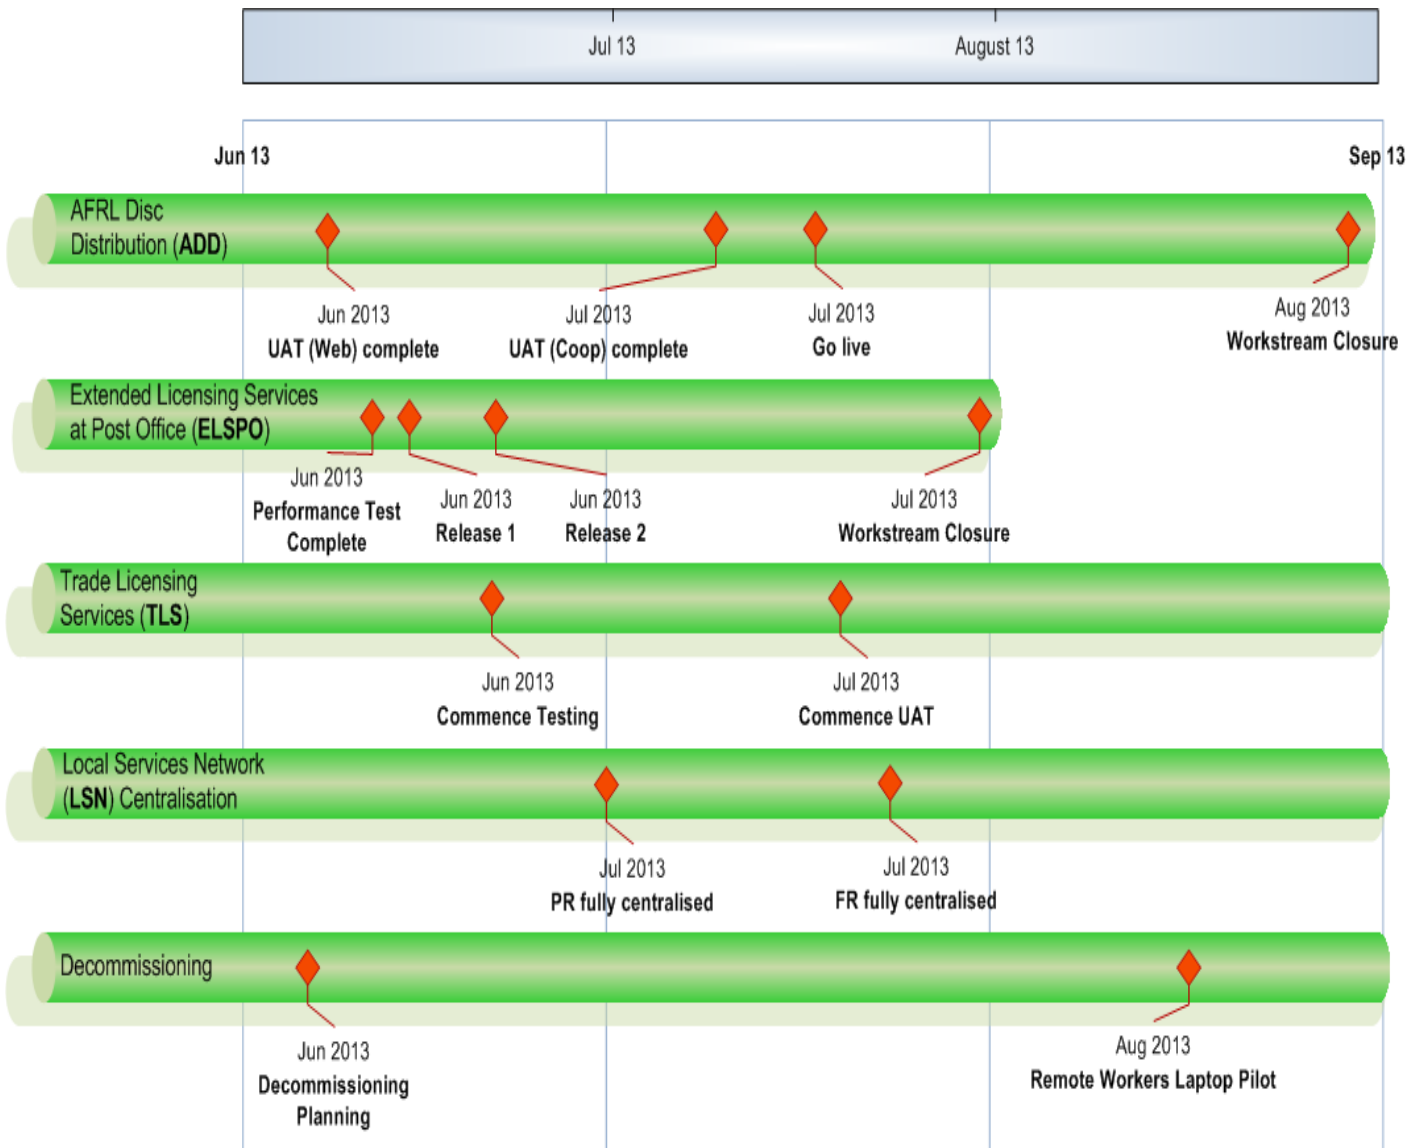 Jul 13
August 13
Jun 13
Sep 13
AFRL Disc
Distribution (ADD)
Jun 2013
UAT (Web) complete
Jul 2013
UAT (Coop) complete
Jul 2013
Go live
Aug 2013
Workstream Closure
Extended Licensing Services
at Post Office (ELSPO)
Jun 2013
Performance Test
Complete
Jun 2013
Release 1
Jun 2013
Release 2
Jul 2013
Workstream Closure
Trade Licensing
Services (TLS)
Jun 2013
Commence Testing
Jul 2013
Commence UAT
Local Services Network
(LSN) Centralisation
Jul 2013
PR fully centralised
Jul 2013
FR fully centralised
Decommissioning
Jun 2013
Decommissioning
Planning
Aug 2013
Remote Workers Laptop Pilot